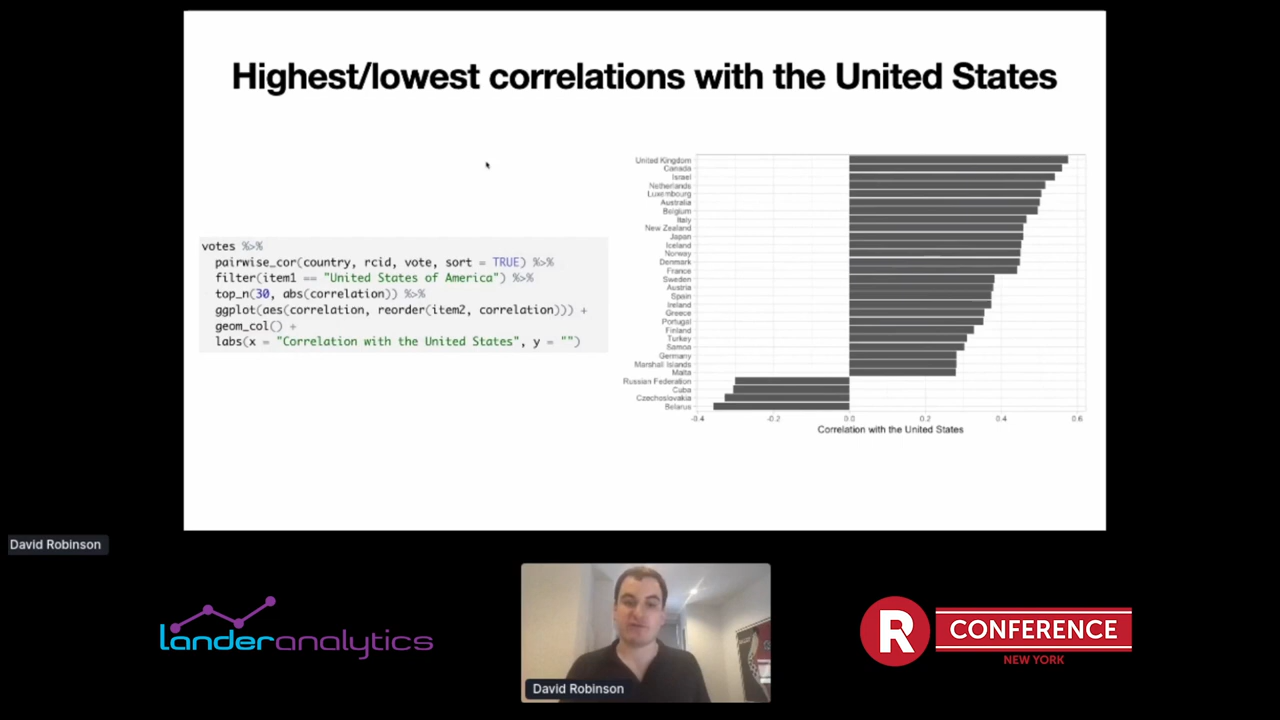 Highest/lowest correlations with the United States
votes %>%
pairwise_cor(country, rcid, vote, sort = TRUE) %>%
filter(item1 == "United States of America") %>%
top_n(30, abs(correlation)) %>%
ggplot(aes(correlation, reorder(item2, correlation))) +
geom_col() +
labs(x = "Correlation with the United States", y = "")
United Kingdom
Canada
Israel
Netherlands
Luxembourg
Australia
Belgium
Italy
New Zealand
Japan
Iceland
Norway
Denmark
France
Sweden
Austria
Spain
Ireland
Greece
Portugal
Finland
Turkey
Samoa
Germany
Marshall Islands
Malta
Russian Federation
Cuba
Czechoslovakia
Belarus
-0.4 -0.2 0.0 0.2 0.4 0.6
Correlation with the United States
David Robinson
landeranalytics
David Robinson
R CONFERENCE
NEW YORK